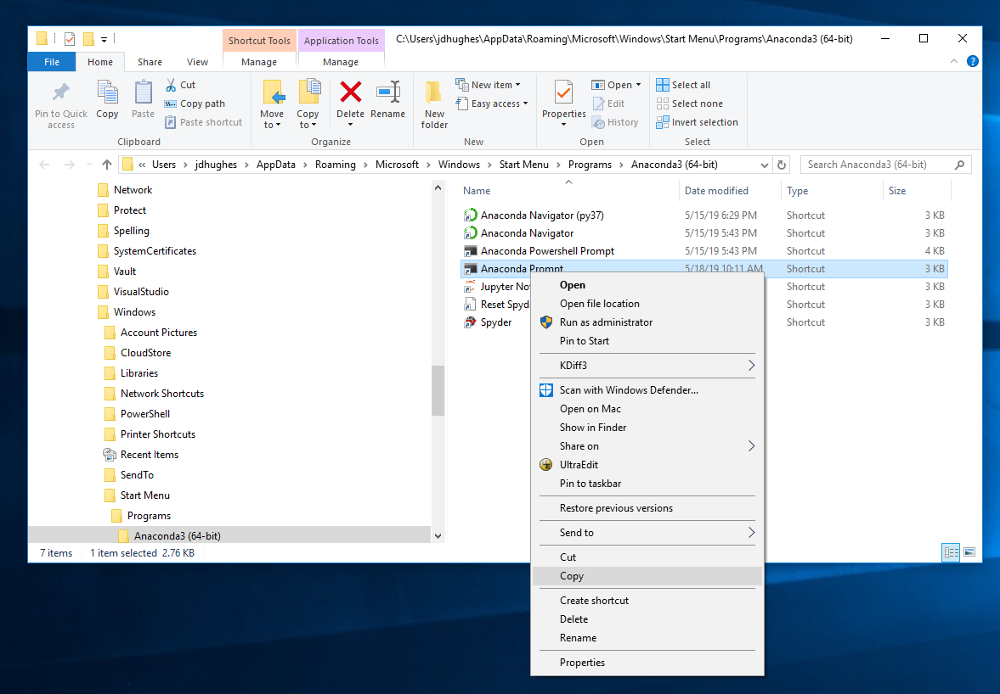 Shortcut Tools Application Tools C:\Users\jdhughes\AppData\Roaming\Microsoft\Windows\Start Menu\Programs\Anaconda3 (64-bit)
File Home Share View Manage Manage
Pin to Quick access
Copy
Paste
Cut
Copy path
Paste shortcut
Clipboard
Move to
Copy to
Delete
Rename
Organize
New folder
New item
Easy access
New
Properties
Open
Edit
History
Open
Select all
Select none
Invert selection
Select
« Users > jdhughes > AppData > Roaming > Microsoft > Windows > Start Menu > Programs > Anaconda3 (64-bit)
Search Anaconda3 (64-bit)
Network
Protect
Spelling
SystemCertificates
Vault
VisualStudio
Windows
Account Pictures
CloudStore
Libraries
Network Shortcuts
PowerShell
Printer Shortcuts
Recent Items
SendTo
Start Menu
Programs
Anaconda3 (64-bit)
Name Date modified Type Size
Anaconda Navigator (py37) 5/15/19 6:29 PM Shortcut 3 KB
Anaconda Navigator 5/15/19 5:43 PM Shortcut 3 KB
Anaconda Powershell Prompt 5/15/19 5:43 PM Shortcut 4 KB
Anaconda Prompt 5/18/19 10:11 AM Shortcut 3 KB
Jupyter No Shortcut 3 KB
Reset Spyd Shortcut 3 KB
Spyder Shortcut 3 KB
Open
Open file location
Run as administrator
Pin to Start
KDiff3
Scan with Windows Defender...
Open on Mac
Show in Finder
Share on
UltraEdit
Pin to taskbar
Restore previous versions
Send to
Cut
Copy
Create shortcut
Delete
Rename
Properties
7 items 1 item selected 2.76 KB